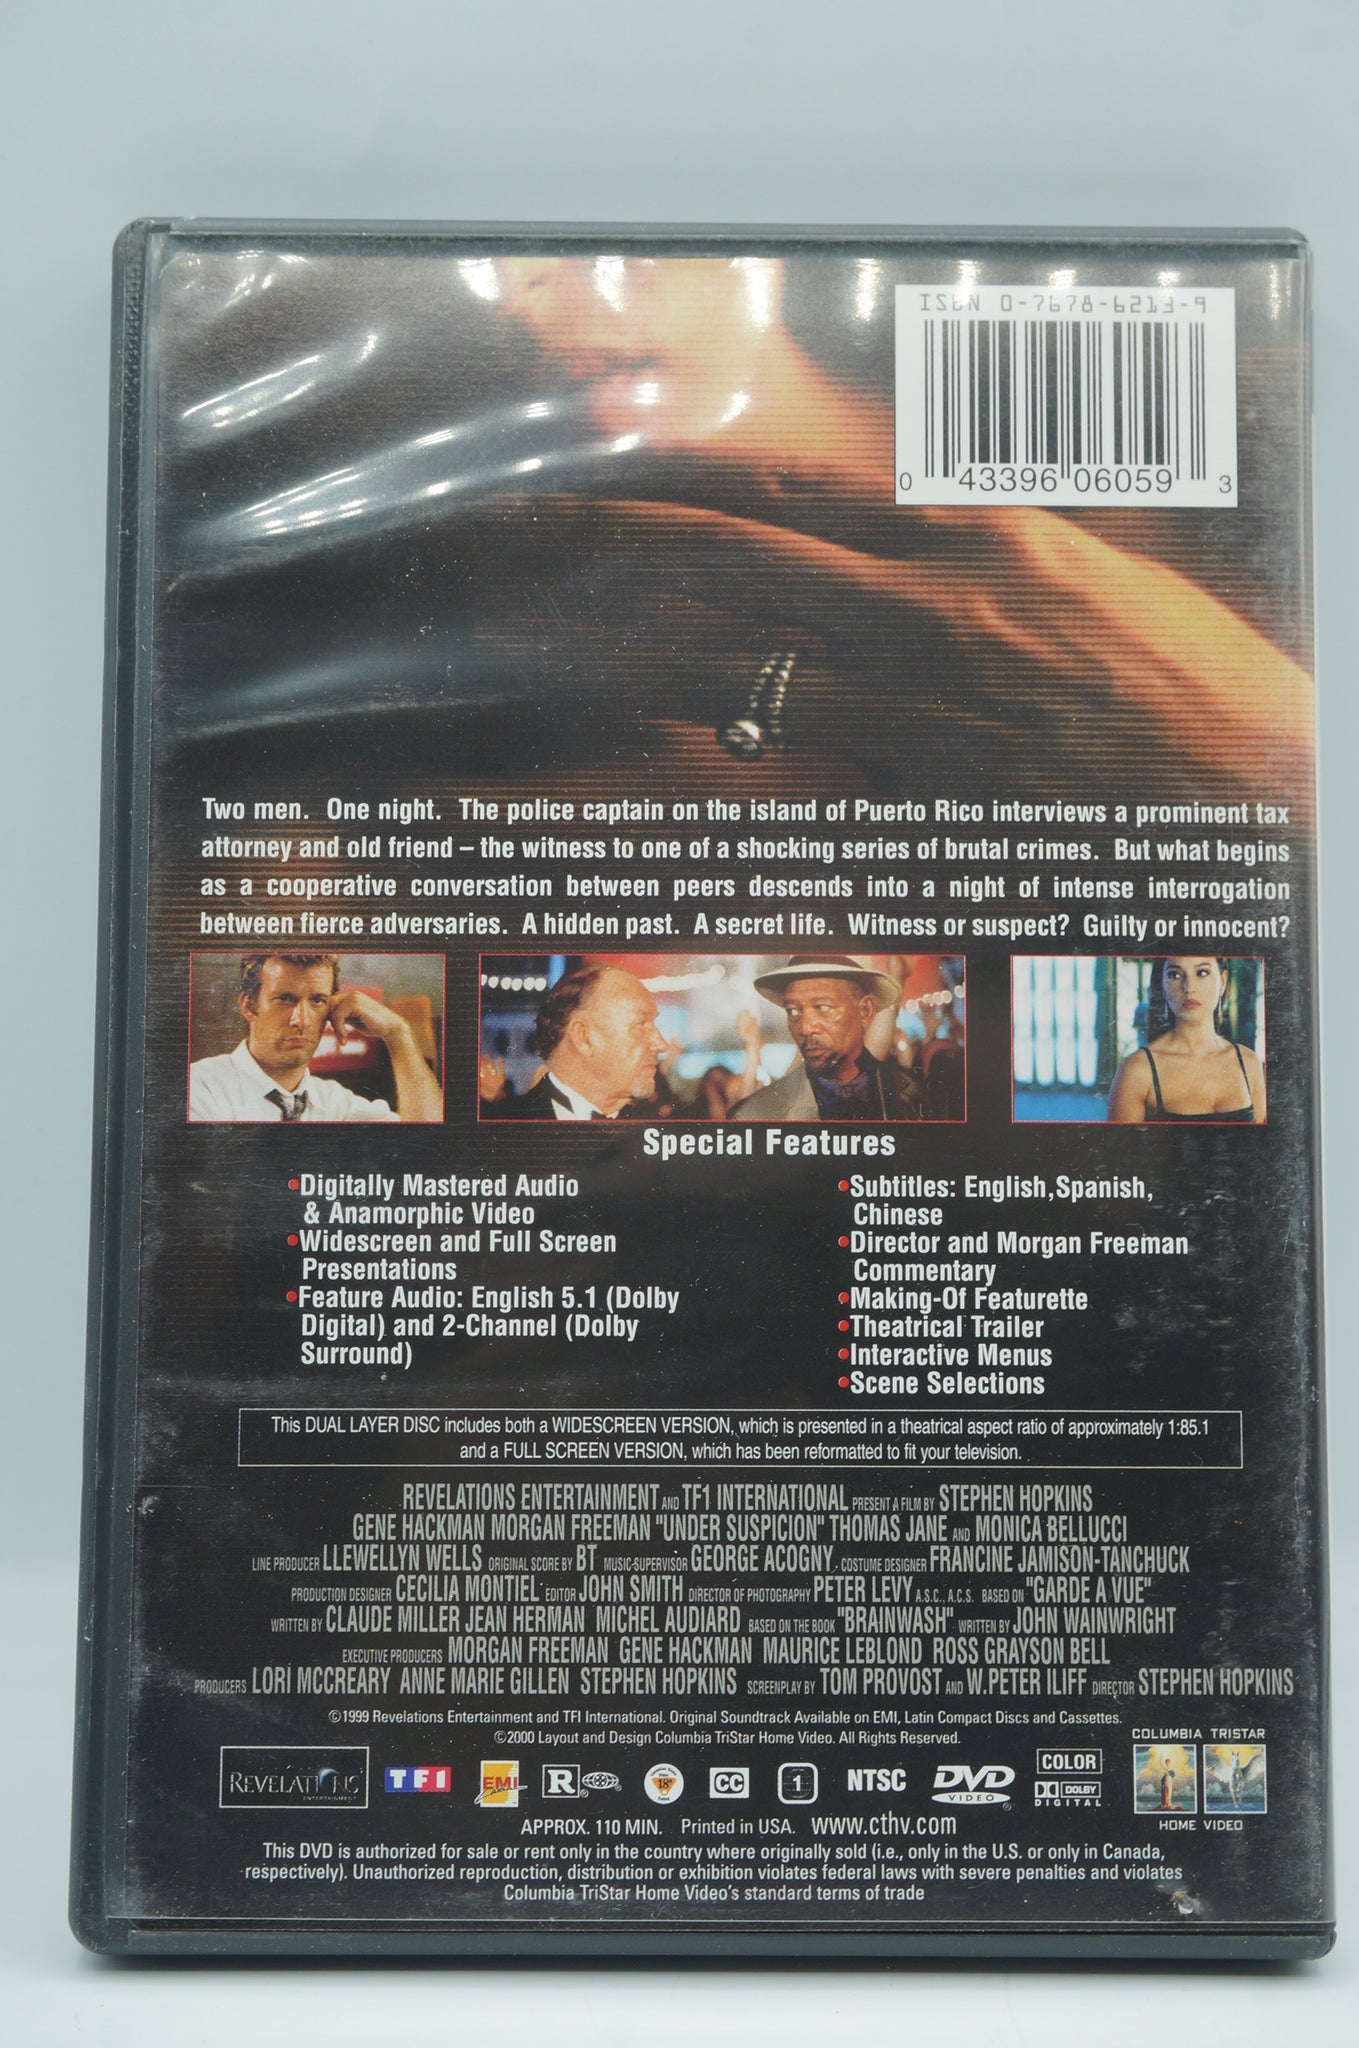 ISBN 0-7678-6213-9
0 43396 06059 3
Two men. One night. The police captain on the island of Puerto Rico interviews a prominent tax
attorney and old friend – the witness to one of a shocking series of brutal crimes. But what begins
as a cooperative conversation between peers descends into a night of intense interrogation
between fierce adversaries. A hidden past. A secret life. Witness or suspect? Guilty or innocent?
Special Features
•Digitally Mastered Audio
& Anamorphic Video
•Widescreen and Full Screen
Presentations
•Feature Audio: English 5.1 (Dolby
Digital) and 2-Channel (Dolby
Surround)
•Subtitles: English,Spanish,
Chinese
•Director and Morgan Freeman
Commentary
•Making-Of Featurette
•Theatrical Trailer
•Interactive Menus
•Scene Selections
This DUAL LAYER DISC includes both a WIDESCREEN VERSION, which is presented in a theatrical aspect ratio of approximately 1:85.1
and a FULL SCREEN VERSION, which has been reformatted to fit your television.
REVELATIONS ENTERTAINMENT AND TF1 INTERNATIONAL PRESENT A FILM BY STEPHEN HOPKINS
GENE HACKMAN MORGAN FREEMAN "UNDER SUSPICION" THOMAS JANE AND MONICA BELLUCCI
LINE PRODUCER LLEWELLYN WELLS ORIGINAL SCORE BY BT MUSIC SUPERVISOR GEORGE ACOGNY COSTUME DESIGNER FRANCINE JAMISON-TANCHUCK
PRODUCTION DESIGNER CECILIA MONTIEL EDITOR JOHN SMITH DIRECTOR OF PHOTOGRAPHY PETER LEVY A.S.C., A.C.S. BASED ON "GARDE A VUE"
WRITTEN BY CLAUDE MILLER JEAN HERMAN MICHEL AUDIARD BASED ON THE BOOK "BRAINWASH" WRITTEN BY JOHN WAINWRIGHT
EXECUTIVE PRODUCERS MORGAN FREEMAN GENE HACKMAN MAURICE LEBLOND ROSS GRAYSON BELL
PRODUCERS LORI MCCREARY ANNE MARIE GILLEN STEPHEN HOPKINS SCREENPLAY BY TOM PROVOST AND W.PETER ILIFF DIRECTOR STEPHEN HOPKINS
©1999 Revelations Entertainment and TFI International. Original Soundtrack Available on EMI, Latin Compact Discs and Cassettes.
©2000 Layout and Design Columbia TriStar Home Video. All Rights Reserved.
COLUMBIA TRISTAR
HOME VIDEO
REVELATIONS
ENTERTAINMENT
TF1
EMI
R
18
CC
1
NTSC
DVD
VIDEO
COLOR
DOLBY
DIGITAL
APPROX. 110 MIN. Printed in USA. www.cthv.com
This DVD is authorized for sale or rent only in the country where originally sold (i.e., only in the U.S. or only in Canada,
respectively). Unauthorized reproduction, distribution or exhibition violates federal laws with severe penalties and violates
Columbia TriStar Home Video's standard terms of trade